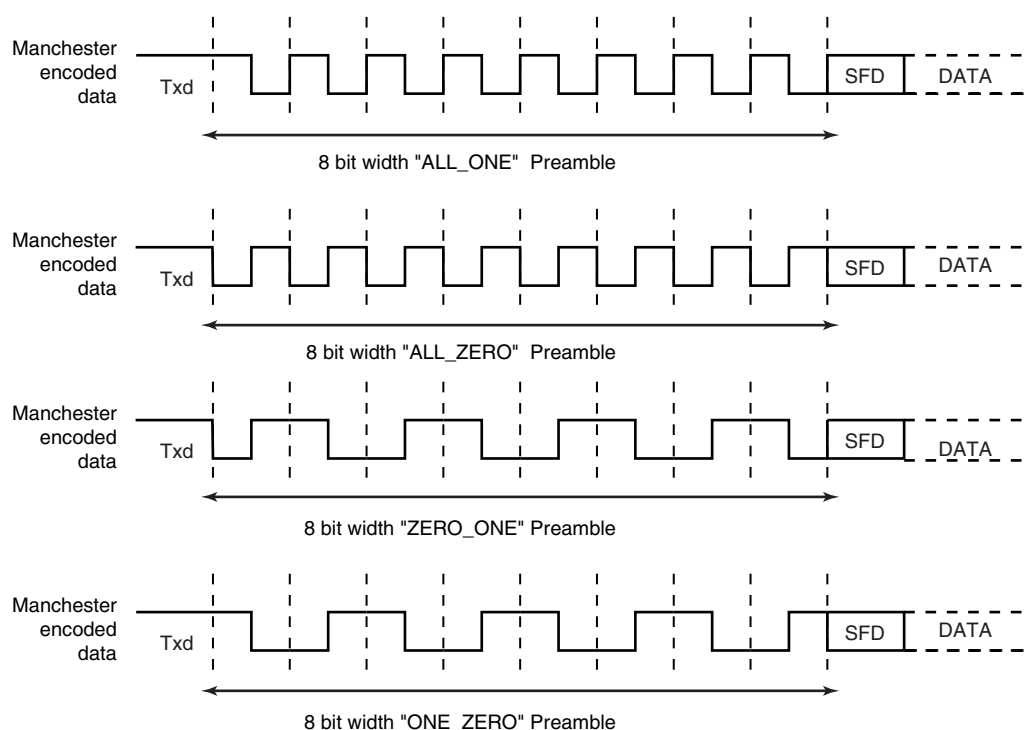 Manchester
encoded
data
Txd
SFD
DATA
8 bit width "ALL_ONE" Preamble
Manchester
encoded
data
Txd
SFD
DATA
8 bit width "ALL_ZERO" Preamble
Manchester
encoded
data
Txd
SFD
DATA
8 bit width "ZERO_ONE" Preamble
Manchester
encoded
data
Txd
SFD
DATA
8 bit width "ONE_ZERO" Preamble